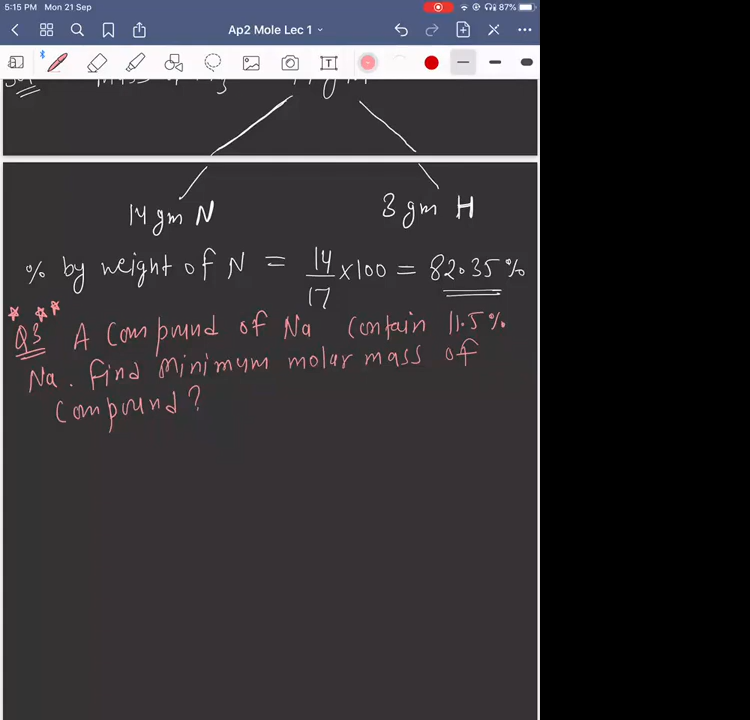 5:15 PM Mon 21 Sep
87%
Ap2 Mole Lec 1
14 gm N
3 gm H
% by weight of N = 14/17 x100 = 82.35%
Q3 A Compound of Na Contain 11.5%
Na. Find minimum molar mass of
Compound?